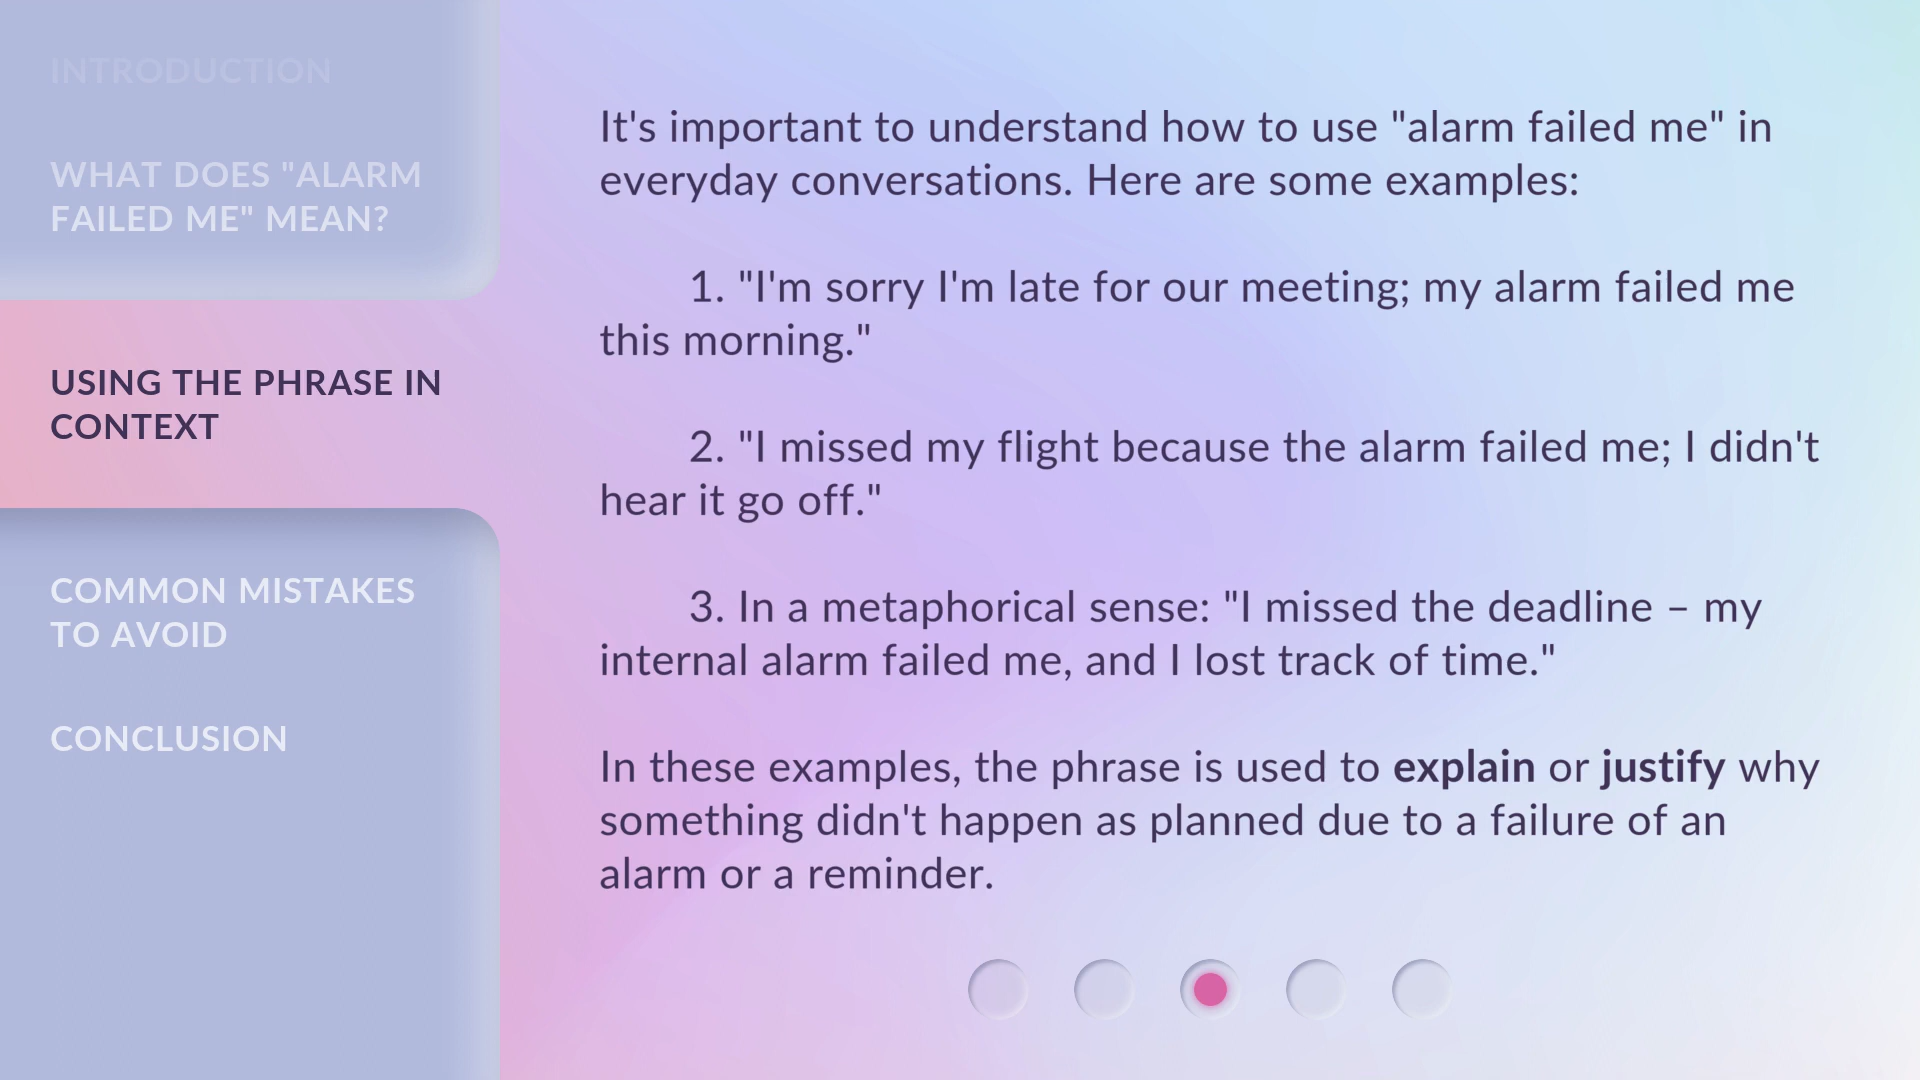 INTRODUCTION
WHAT DOES "ALARM
FAILED ME" MEAN?
USING THE PHRASE IN
CONTEXT
COMMON MISTAKES
TO AVOID
CONCLUSION
It's important to understand how to use "alarm failed me" in
everyday conversations. Here are some examples:
1. "I'm sorry I'm late for our meeting; my alarm failed me
this morning."
2. "I missed my flight because the alarm failed me; I didn't
hear it go off."
3. In a metaphorical sense: "I missed the deadline – my
internal alarm failed me, and I lost track of time."
In these examples, the phrase is used to explain or justify why
something didn't happen as planned due to a failure of an
alarm or a reminder.